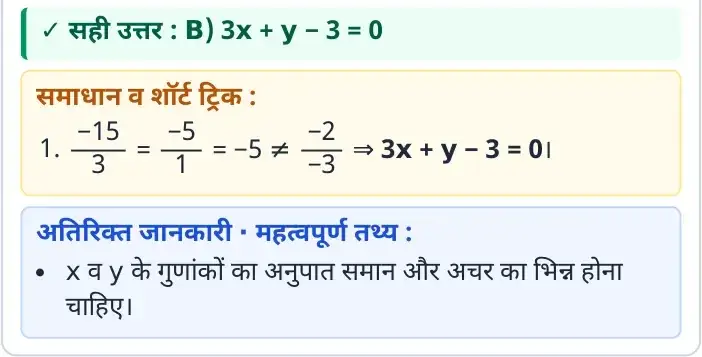 ✓ सही उत्तर : B) 3x + y − 3 = 0
समाधान व शॉर्ट ट्रिक :
1. −15/3 = −5/1 = −5 ≠ −2/−3 ⇒ 3x + y − 3 = 0।
अतिरिक्त जानकारी · महत्वपूर्ण तथ्य :
• x व y के गुणांकों का अनुपात समान और अचर का भिन्न होना
चाहिए।